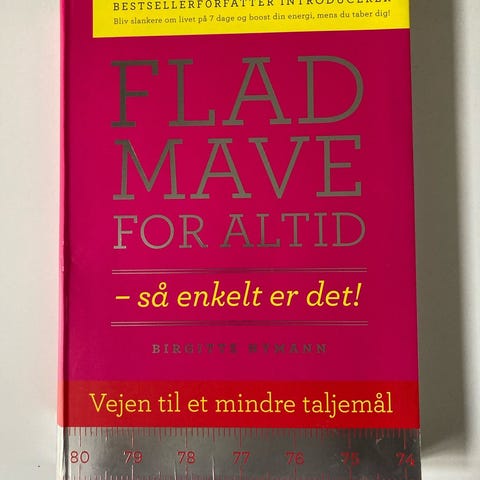 BESTSELLERFORFATTER INTRODUCERER
Bliv slankere om livet på 7 dage og boost din energi, mens du taber dig!
FLAD
MAVE
FOR ALTID
– så enkelt er det!
BIRGITTE NYMANN
Vejen til et mindre taljemål
80 79 78 77 76 75 74